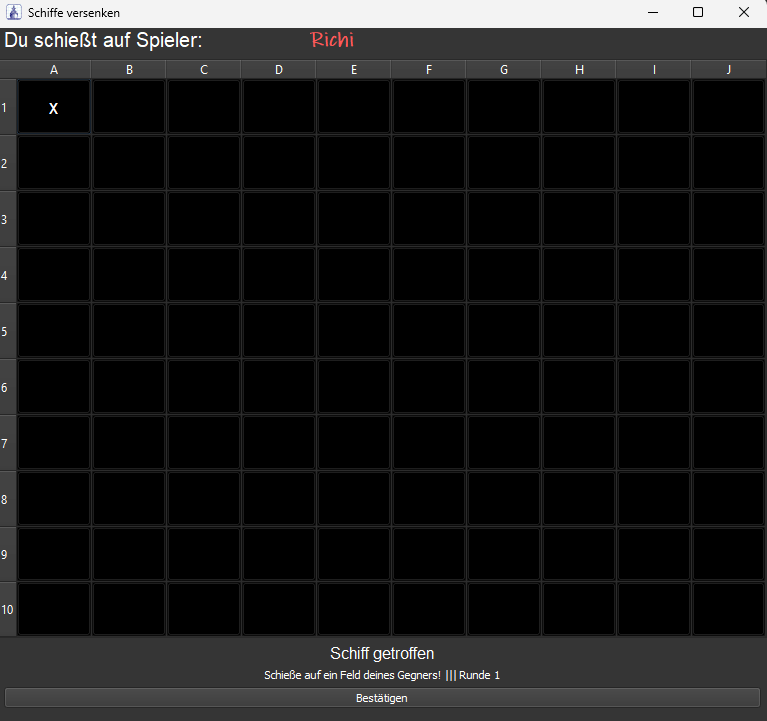 Schiffe versenken
Du schießt auf Spieler: Richi
A B C D E F G H I J
1 X
2
3
4
5
6
7
8
9
10
Schiff getroffen
Schieße auf ein Feld deines Gegners! ||| Runde 1
Bestätigen